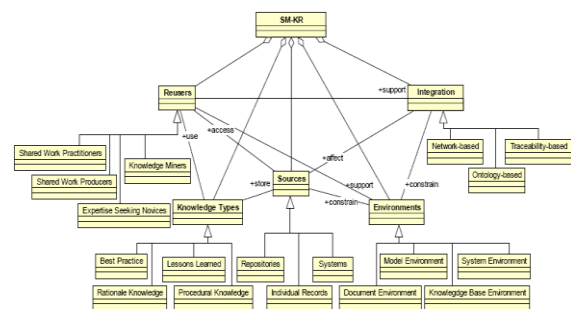 SM-KR
Reusers
Integration
+support
+use
+access
Shared Work Practitioners
Knowledge Miners
Network-based
Traceability-based
+affect
Shared Work Producers
Ontology-based
Sources
+store
+support
+constrain
+constrain
Expertise Seeking Novices
Knowledge Types
Environments
Best Practice
Lessons Learned
Repositories
Systems
Model Environment
System Environment
Rationale Knowledge
Procedural Knowledge
Individual Records
Document Environment
Knowlegdge Base Environment